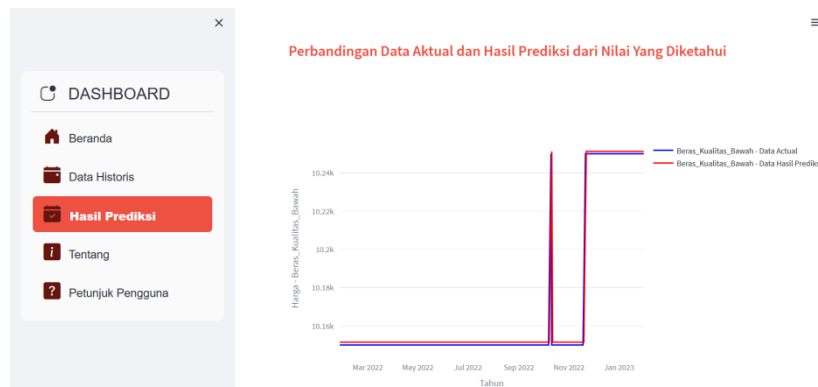 ×
≡
DASHBOARD
Beranda
Data Historis
Hasil Prediksi
Tentang
Petunjuk Pengguna
Perbandingan Data Aktual dan Hasil Prediksi dari Nilai Yang Diketahui
Beras_Kualitas_Bawah - Data Actual
Beras_Kualitas_Bawah - Data Hasil Prediks
Harga - Beras_Kualitas_Bawah
10.24k
10.22k
10.2k
10.18k
10.16k
Mar 2022 May 2022 Jul 2022 Sep 2022 Nov 2022 Jan 2023
Tahun